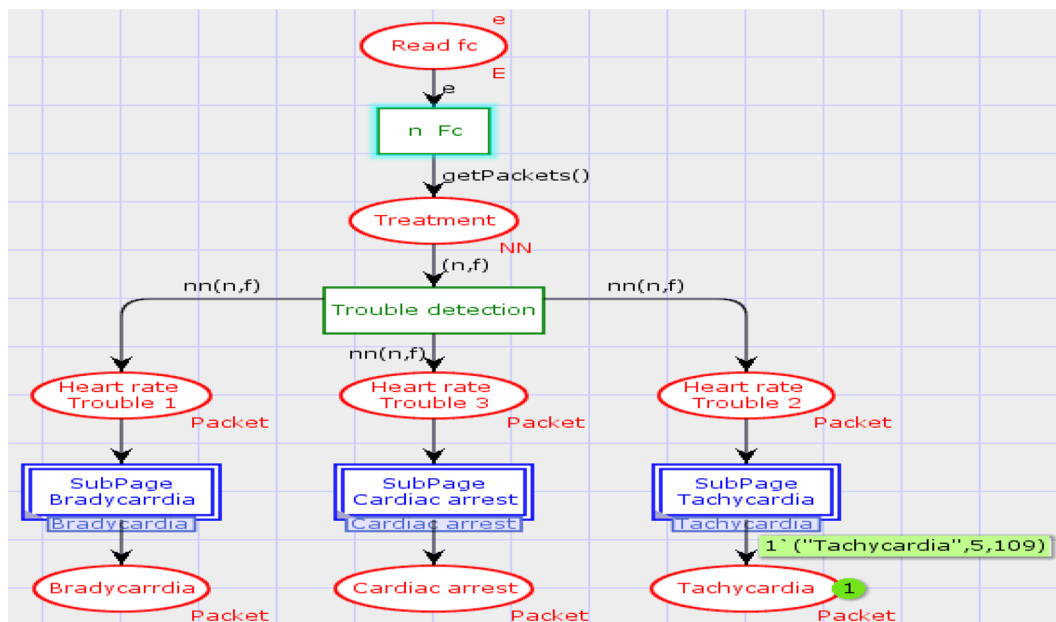 e
Read fc
E
e
n Fc
getPackets()
Treatment
NN
(n,f)
nn(n,f)
nn(n,f)
Trouble detection
nn(n,f)
Heart rate
Trouble 1
Packet
Heart rate
Trouble 3
Packet
Heart rate
Trouble 2
Packet
SubPage
Bradycarrdia
Bradycardia
SubPage
Cardiac arrest
Cardiac arrest
SubPage
Tachycardia
Tachycardia
1`("Tachycardia",5,109)
Bradycarrdia
Packet
Cardiac arrest
Packet
Tachycardia
1
Packet